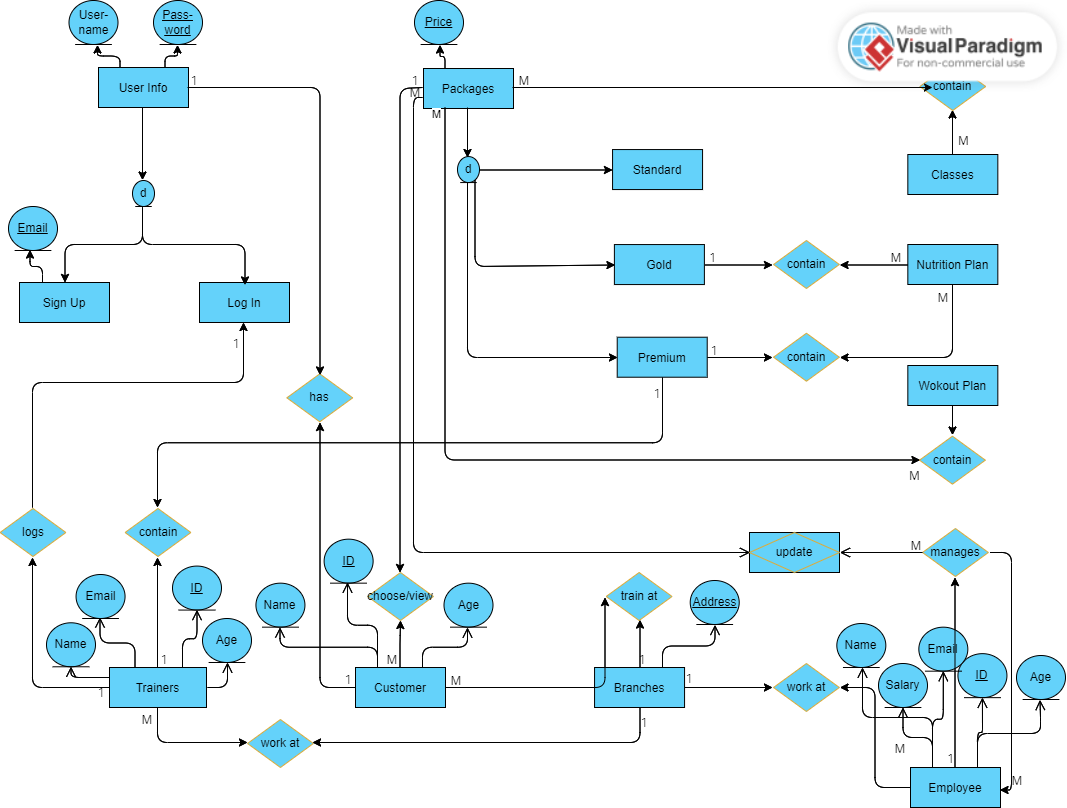 User-
name
Pass-
word
Price
Made with
VisualParadigm
For non-commercial use
User Info
1
1
M
M
M
Packages
M
contain
M
Classes
d
d
Standard
Email
Sign Up
Log In
1
Gold
1
contain
M
Nutrition Plan
M
Premium
1
contain
1
Wokout Plan
has
contain
M
logs
contain
choose/view
update
M
manages
Email
ID
Name
Age
1
1
Trainers
M
Name
ID
Age
M
1
Customer
M
train at
Address
1
Branches
1
1
work at
work at
Name
Salary
Email
ID
Age
M
1
M
Employee